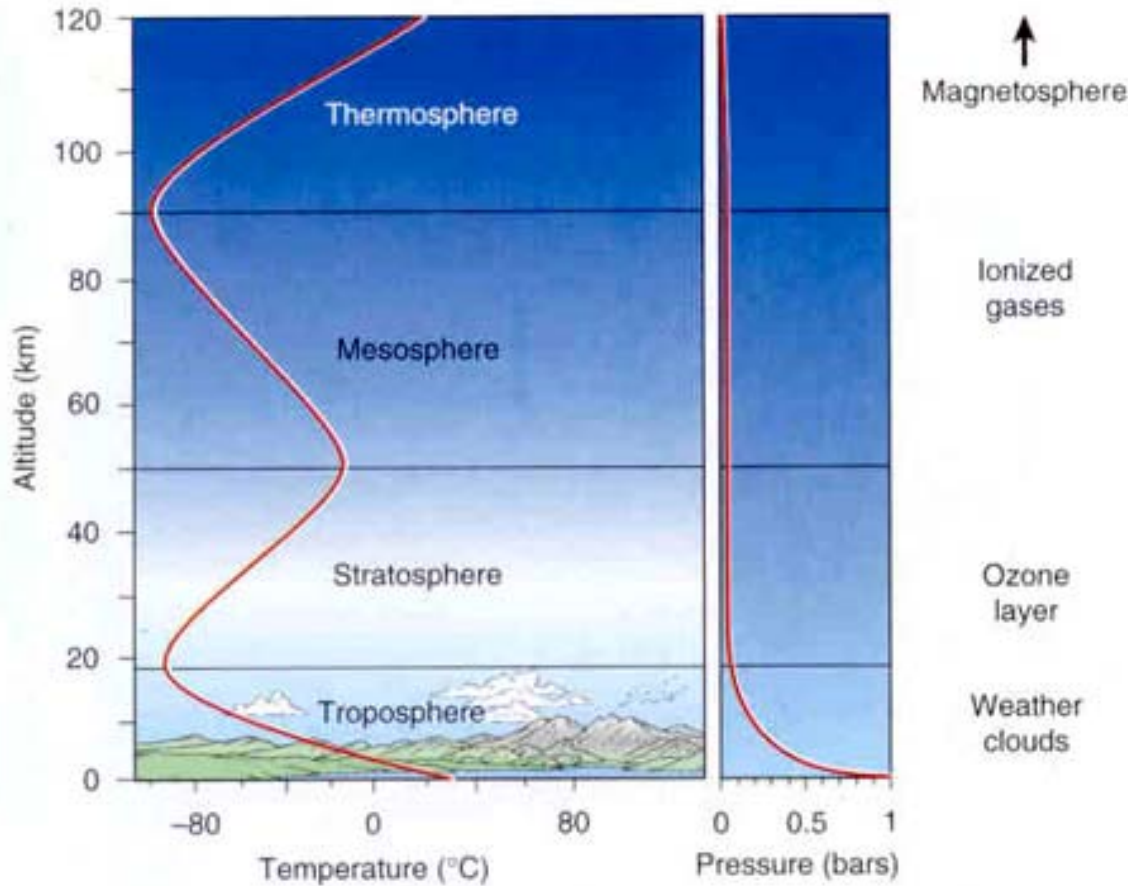 120
100
80
60
40
20
0
Altitude (km)
Thermosphere
Mesosphere
Stratosphere
Troposphere
–80
0
80
Temperature (°C)
0
0.5
1
Pressure (bars)
Magnetosphere
Ionized
gases
Ozone
layer
Weather
clouds